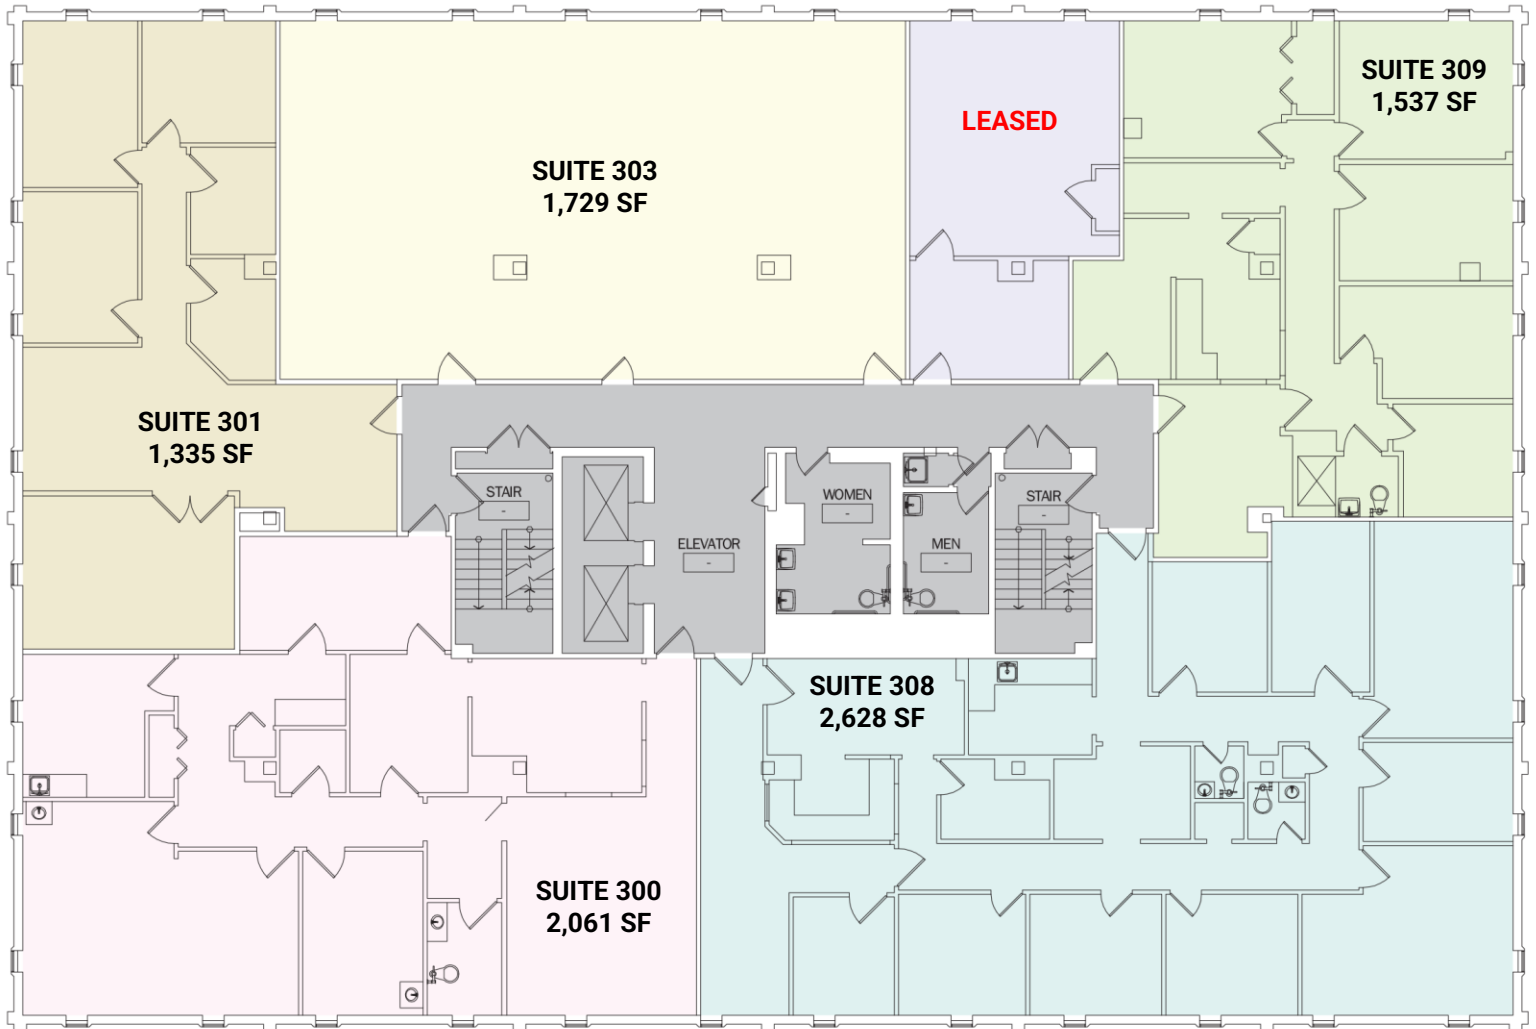 SUITE 309
1,537 SF
LEASED
SUITE 303
1,729 SF
SUITE 301
1,335 SF
STAIR
-
ELEVATOR
-
WOMEN
-
MEN
-
STAIR
-
SUITE 308
2,628 SF
SUITE 300
2,061 SF